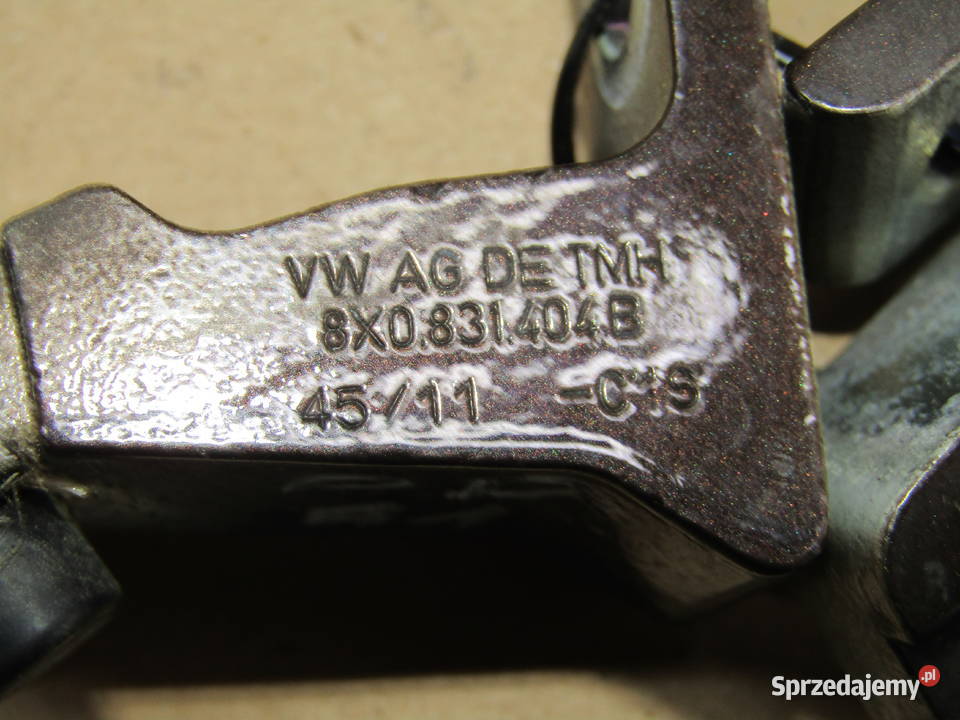 VW AG DE TMH
8X0.831.404.B
45/11 -C*S
Sprzedajemy.pl